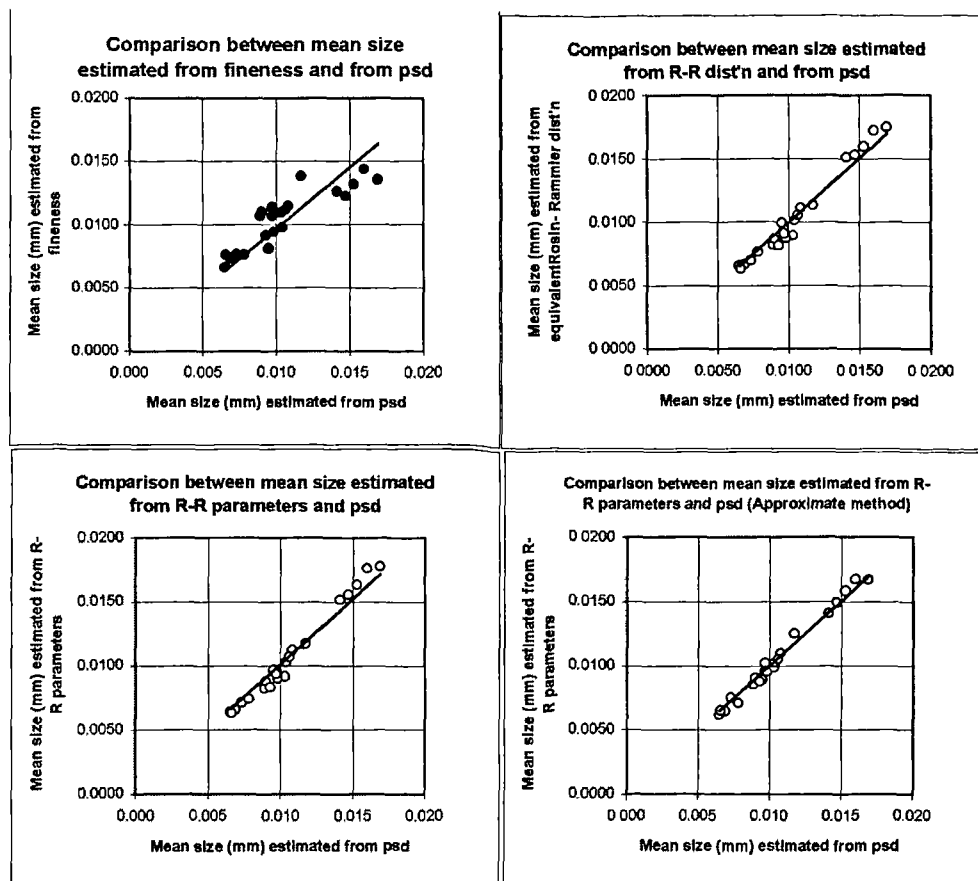 Comparison between mean size
estimated from fineness and from psd
Mean size (mm) estimated from
fineness
0.0200
0.0150
0.0100
0.0050
0.0000
0.000 0.005 0.010 0.015 0.020
Mean size (mm) estimated from psd
Comparison between mean size estimated
from R-R dist'n and from psd
Mean size (mm) estimated from
equivalentRosin- Rammler dist'n
0 0200
0 0150
0 0100
0 0050
0 0000
0 0000 0 0050 0 0100 0 0150 0 0200
Mean size (mm) estimated from psd
Comparison between mean size estimated
from R-R parameters and psd
Mean size (mm) estimated from R-
R parameters
0.0200
0.0150
0.0100
0.0050
0.0000
0.000 0.005 0.010 0.015 0.020
Mean size (mm) estimated from psd
Comparison between mean size estimated from R-
R parameters and psd (Approximate method)
Mean size (mm) estimated from R-
R parameters
0.0200
0.0150
0.0100
0.0050
0.0000
0 000 0.005 0.010 0.015 0.020
Mean size (mm) estimated from psd